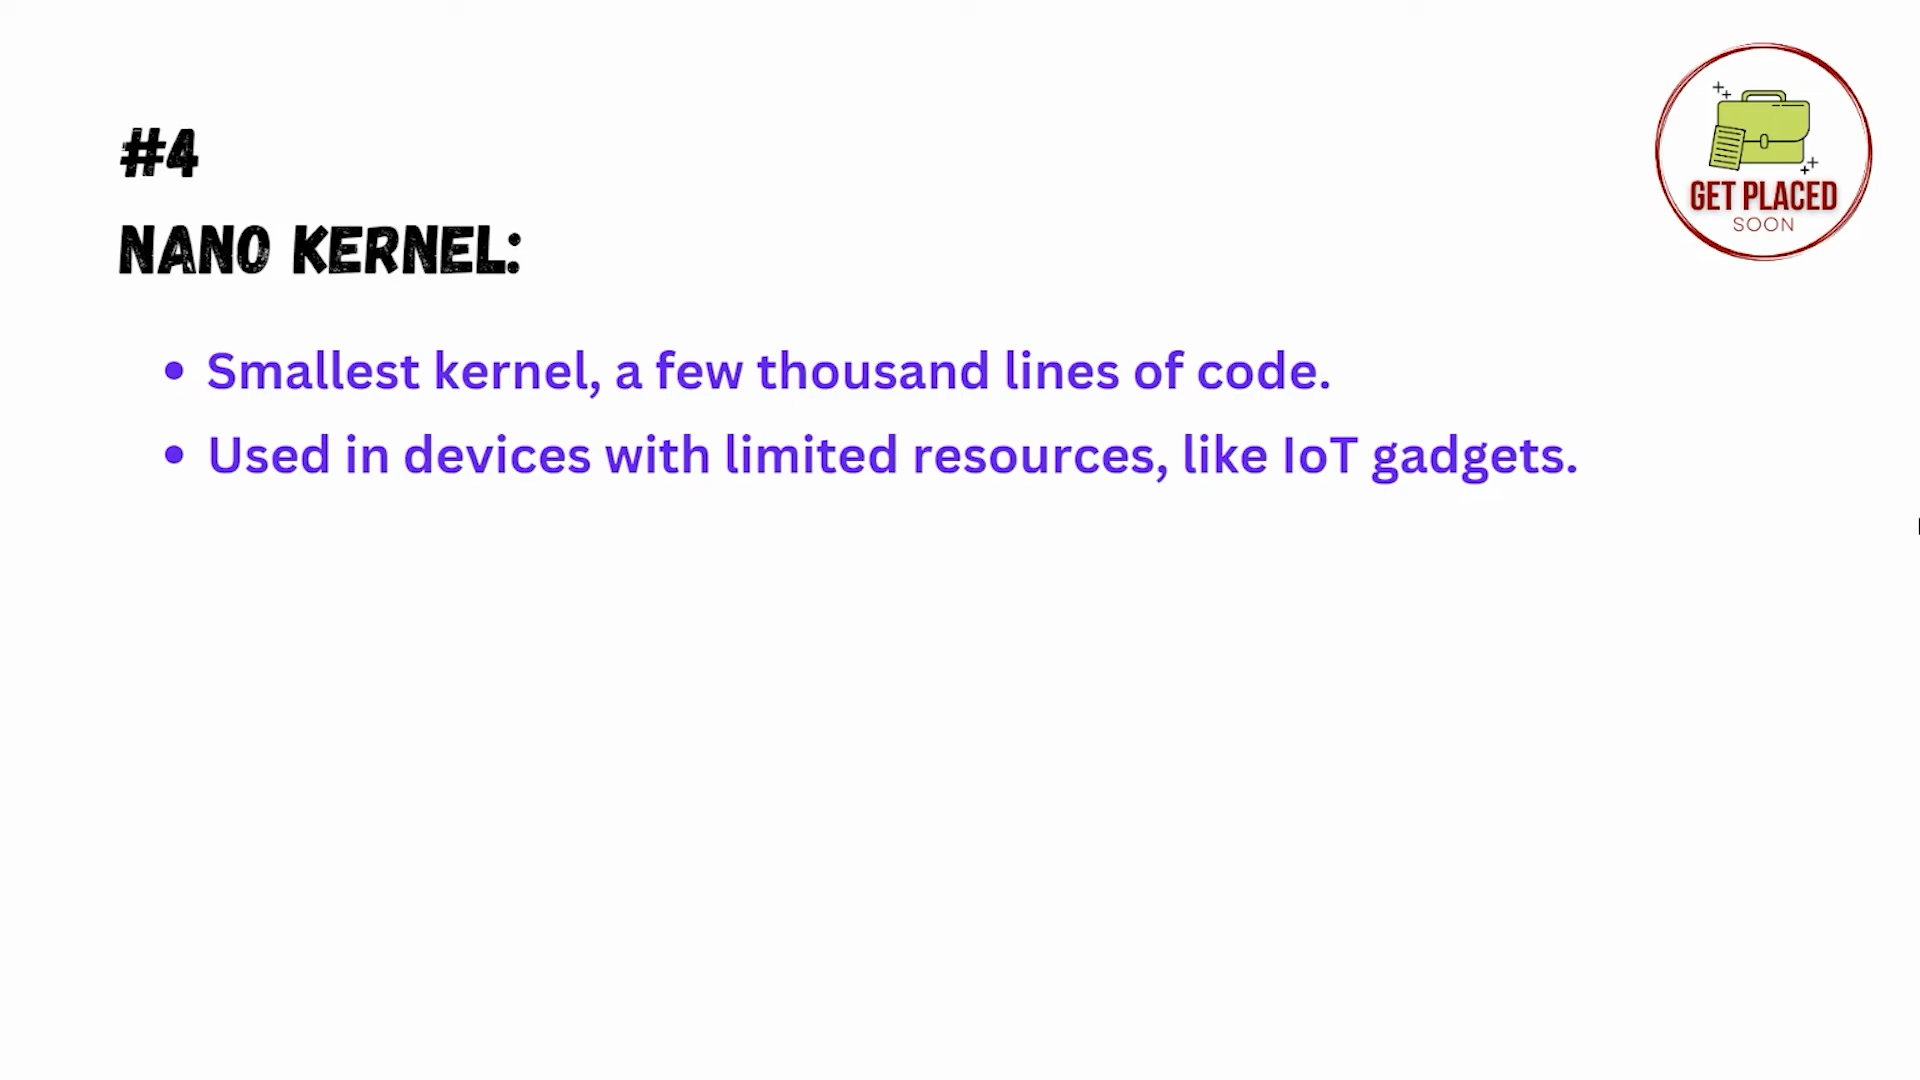 #4
NANO KERNEL:
• Smallest kernel, a few thousand lines of code.
• Used in devices with limited resources, like IoT gadgets.
GET PLACED
SOON